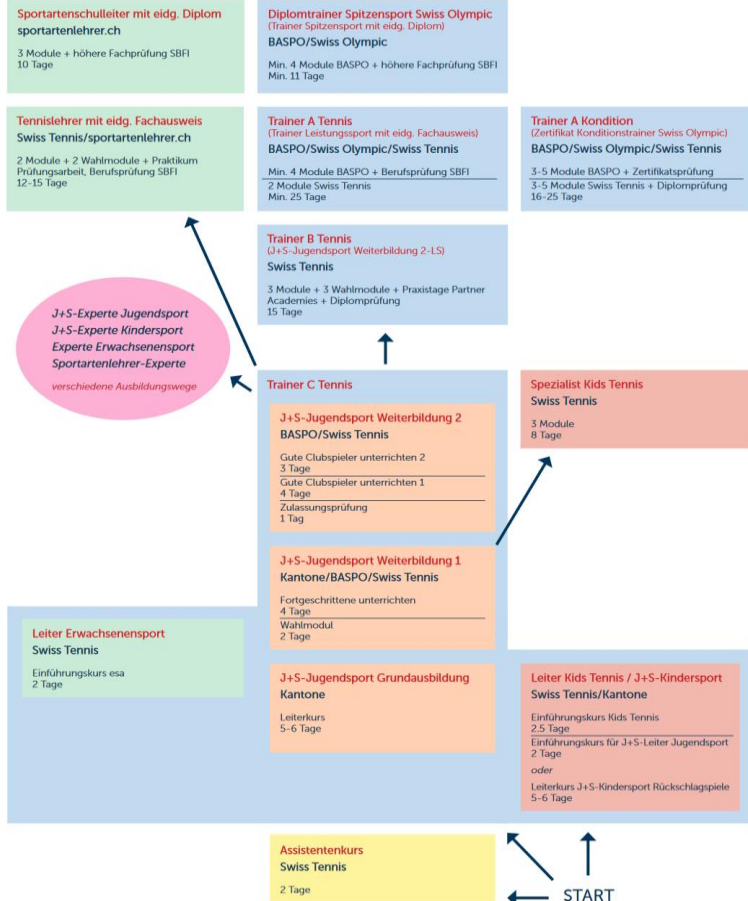 Sportartenschulleiter mit eidg. Diplom
sportartenlehrer.ch
3 Module + höhere Fachprüfung SBFI
10 Tage
Diplomtrainer Spitzensport Swiss Olympic
(Trainer Spitzensport mit eidg. Diplom)
BASPO/Swiss Olympic
Min. 4 Module BASPO + höhere Fachprüfung SBFI
Min. 11 Tage
Tennislehrer mit eidg. Fachausweis
Swiss Tennis/sportartenlehrer.ch
2 Module + 2 Wahlmodule + Praktikum
Prüfungsarbeit, Berufsprüfung SBFI
12-15 Tage
Trainer A Tennis
(Trainer Leistungssport mit eidg. Fachausweis)
BASPO/Swiss Olympic/Swiss Tennis
Min. 4 Module BASPO + Berufsprüfung SBFI
2 Module Swiss Tennis
Min. 25 Tage
Trainer A Kondition
(Zertifikat Konditionstrainer Swiss Olympic)
BASPO/Swiss Olympic/Swiss Tennis
3-5 Module BASPO + Zertifikatsprüfung
3-5 Module Swiss Tennis + Diplomprüfung
16-25 Tage
Trainer B Tennis
(J+S-Jugendsport Weiterbildung 2-LS)
Swiss Tennis
3 Module + 3 Wahlmodule + Praxistage Partner
Academies + Diplomprüfung
15 Tage
J+S-Experte Jugendsport
J+S-Experte Kindersport
Experte Erwachsenensport
Sportartenlehrer-Experte
verschiedene Ausbildungswege
Trainer C Tennis
J+S-Jugendsport Weiterbildung 2
BASPO/Swiss Tennis
Gute Clubspieler unterrichten 2
3 Tage
Gute Clubspieler unterrichten 1
4 Tage
Zulassungsprüfung
1 Tag
Spezialist Kids Tennis
Swiss Tennis
3 Module
8 Tage
J+S-Jugendsport Weiterbildung 1
Kantone/BASPO/Swiss Tennis
Fortgeschrittene unterrichten
4 Tage
Wahlmodul
2 Tage
Leiter Erwachsenensport
Swiss Tennis
Einführungskurs esa
2 Tage
J+S-Jugendsport Grundausbildung
Kantone
Leiterkurs
5-6 Tage
Leiter Kids Tennis / J+S-Kindersport
Swiss Tennis/Kantone
Einführungskurs Kids Tennis
2.5 Tage
Einführungskurs für J+S-Leiter Jugendsport
2 Tage
oder
Leiterkurs J+S-Kindersport Rückschlagspiele
5-6 Tage
Assistentenkurs
Swiss Tennis
2 Tage
START